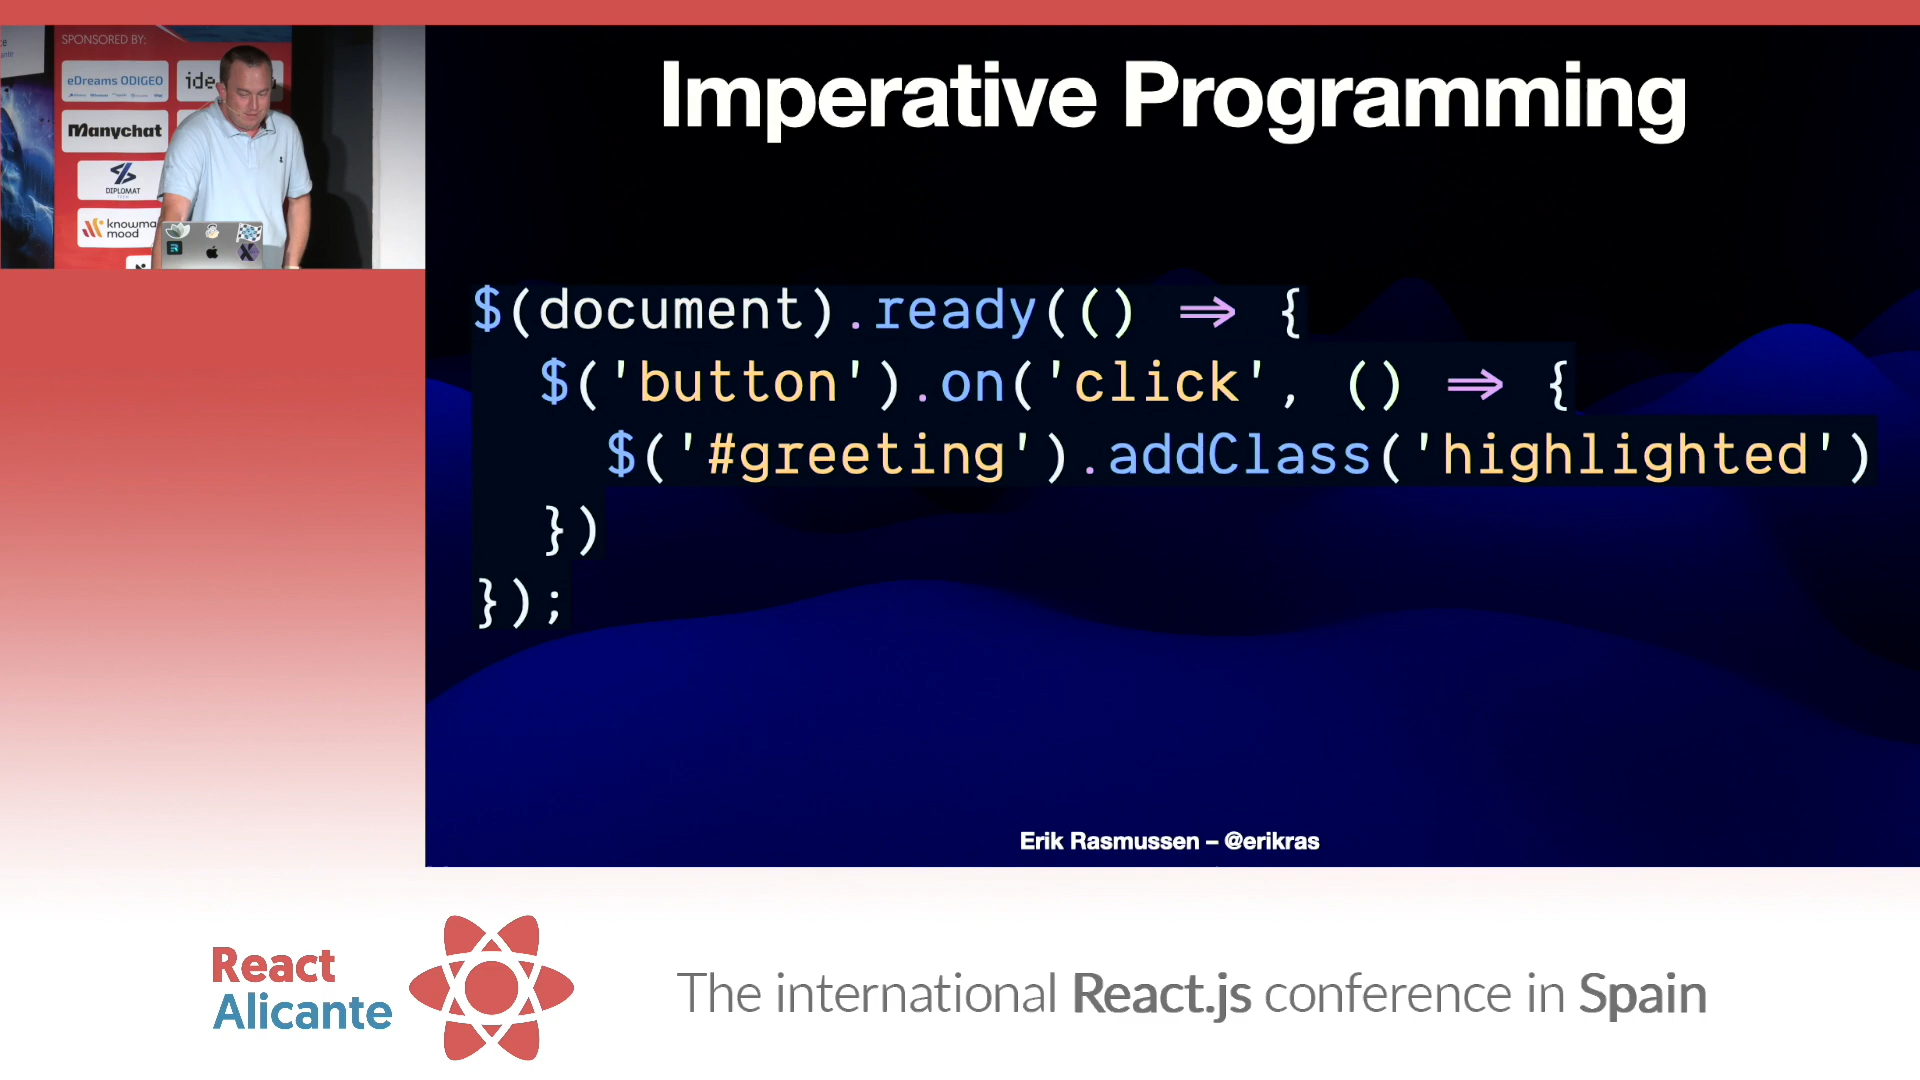 SPONSORED BY:
eDreams ODIGEO
Manychat
DIPLOMAT
knowma
mood
Imperative Programming
$(document).ready(() => {
  $('button').on('click', () => {
    $('#greeting').addClass('highlighted')
  })
});
Erik Rasmussen – @erikras
React
Alicante
The international React.js conference in Spain